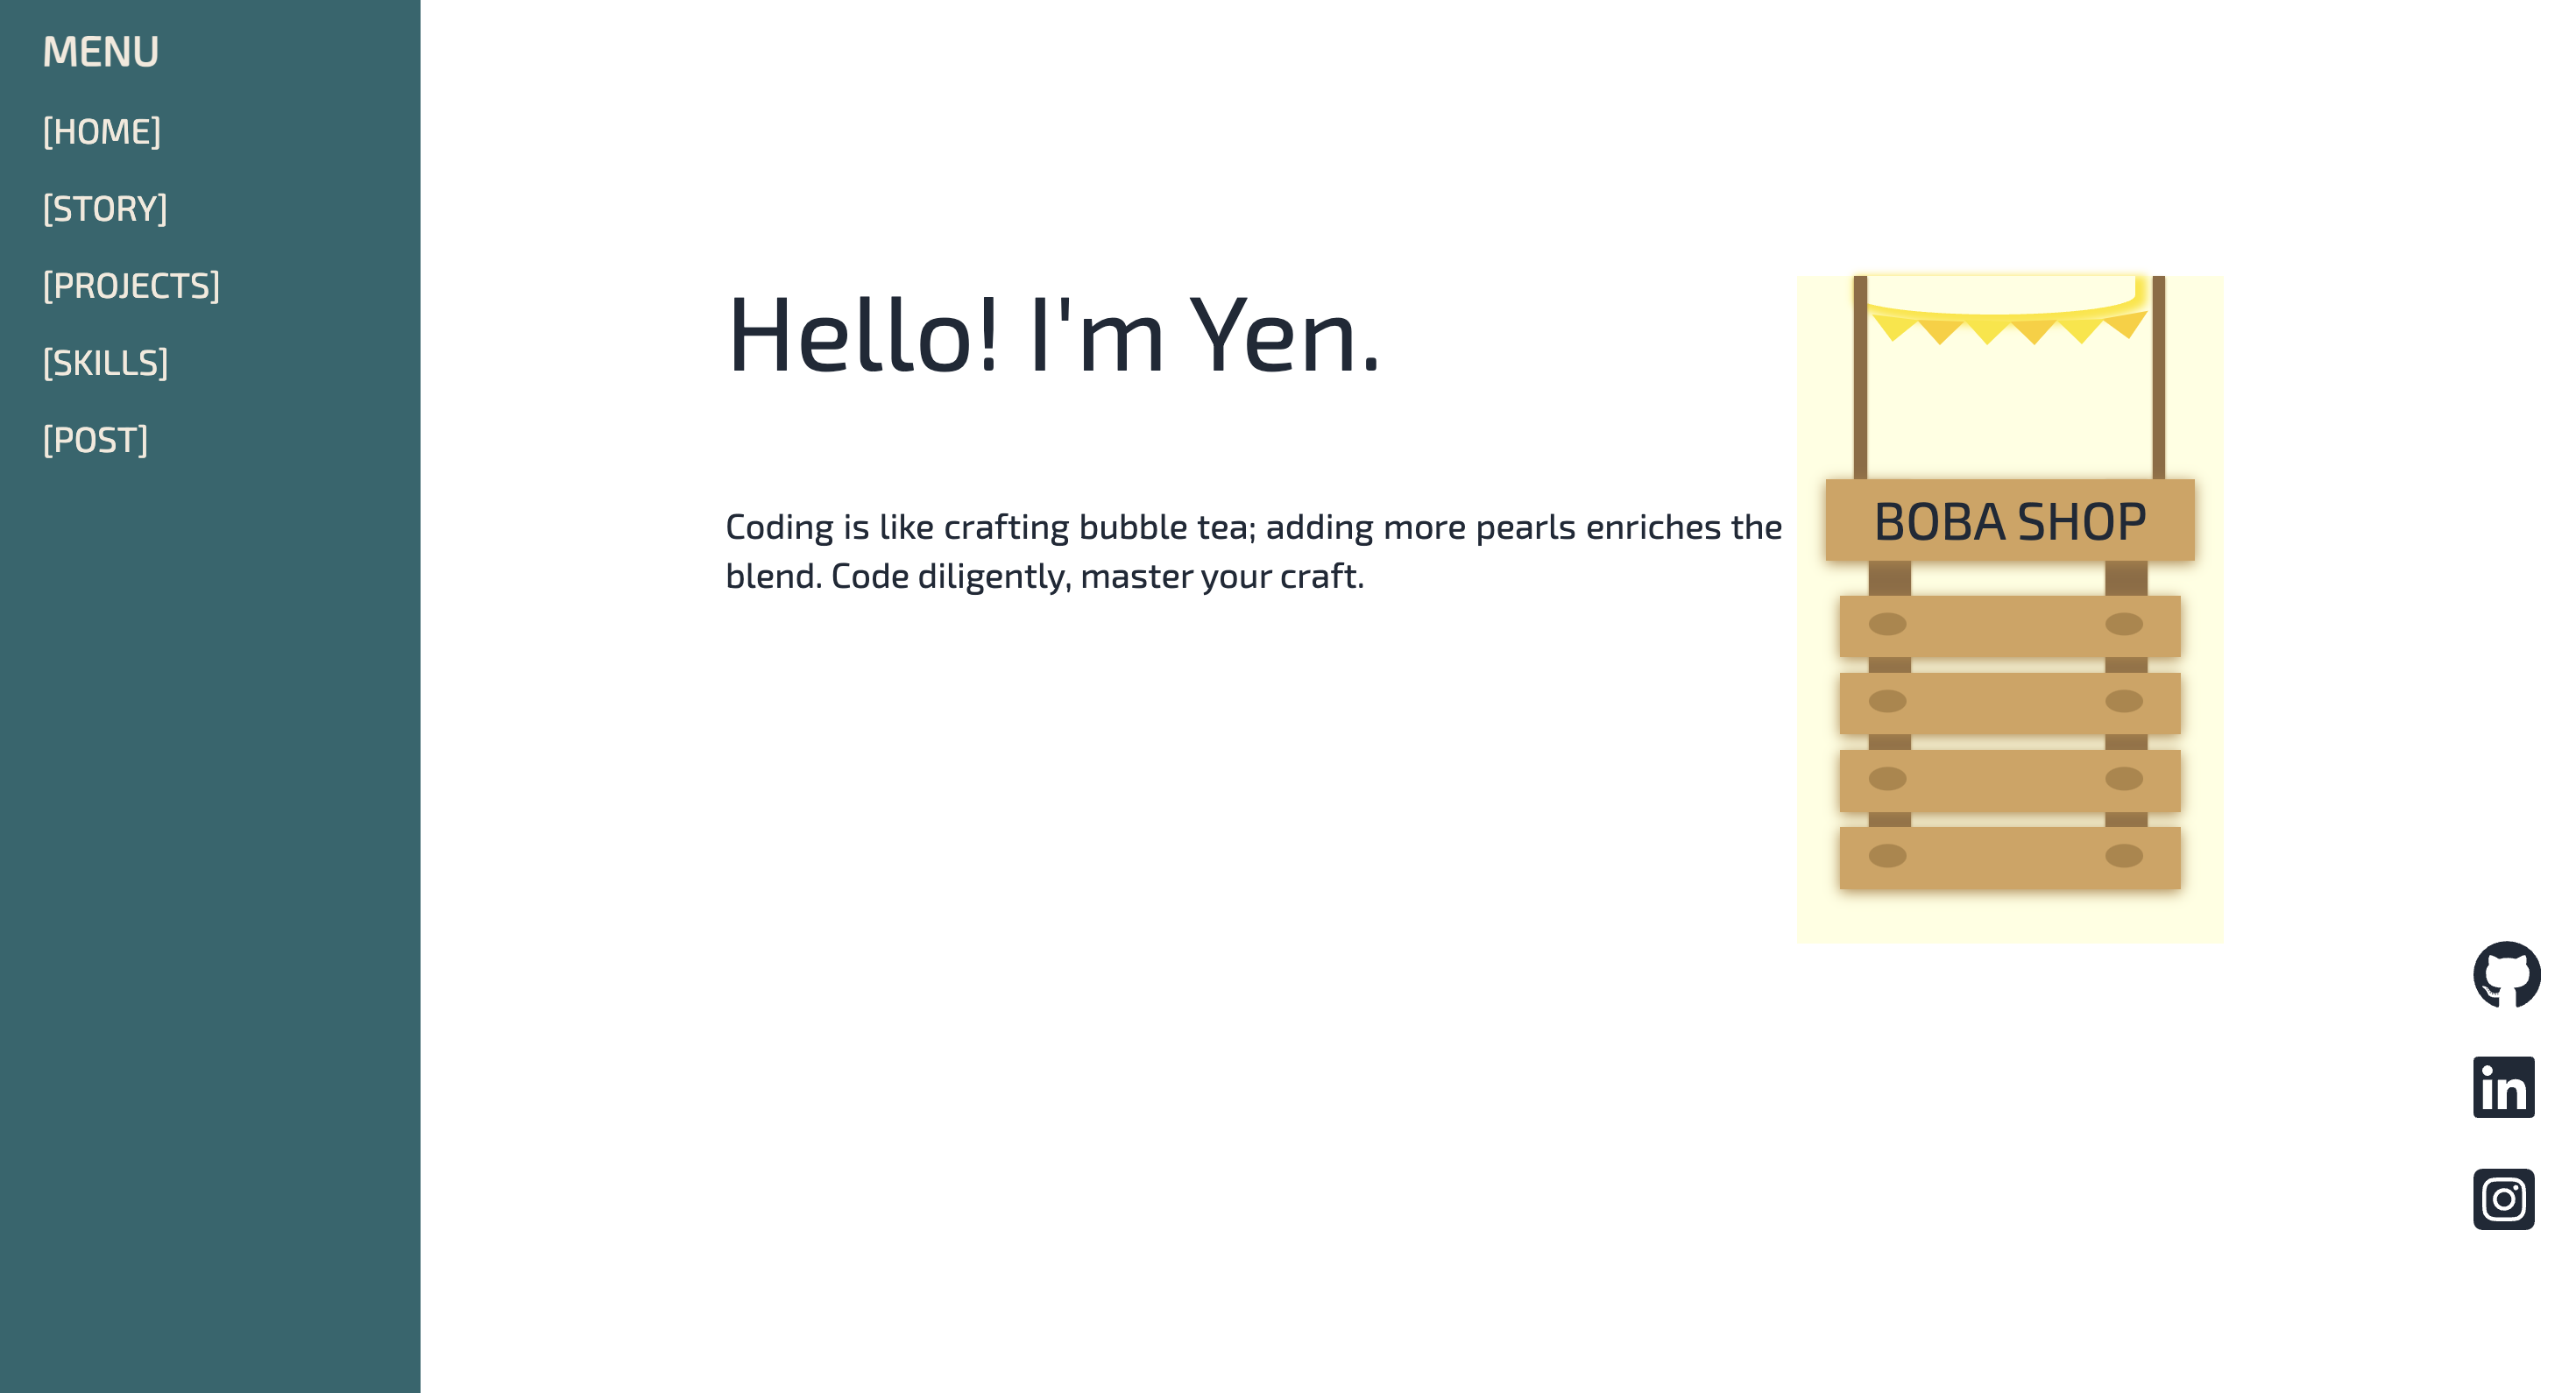 MENU
[HOME]
[STORY]
[PROJECTS]
[SKILLS]
[POST]
Hello! I'm Yen.
Coding is like crafting bubble tea; adding more pearls enriches the
blend. Code diligently, master your craft.
BOBA SHOP
in